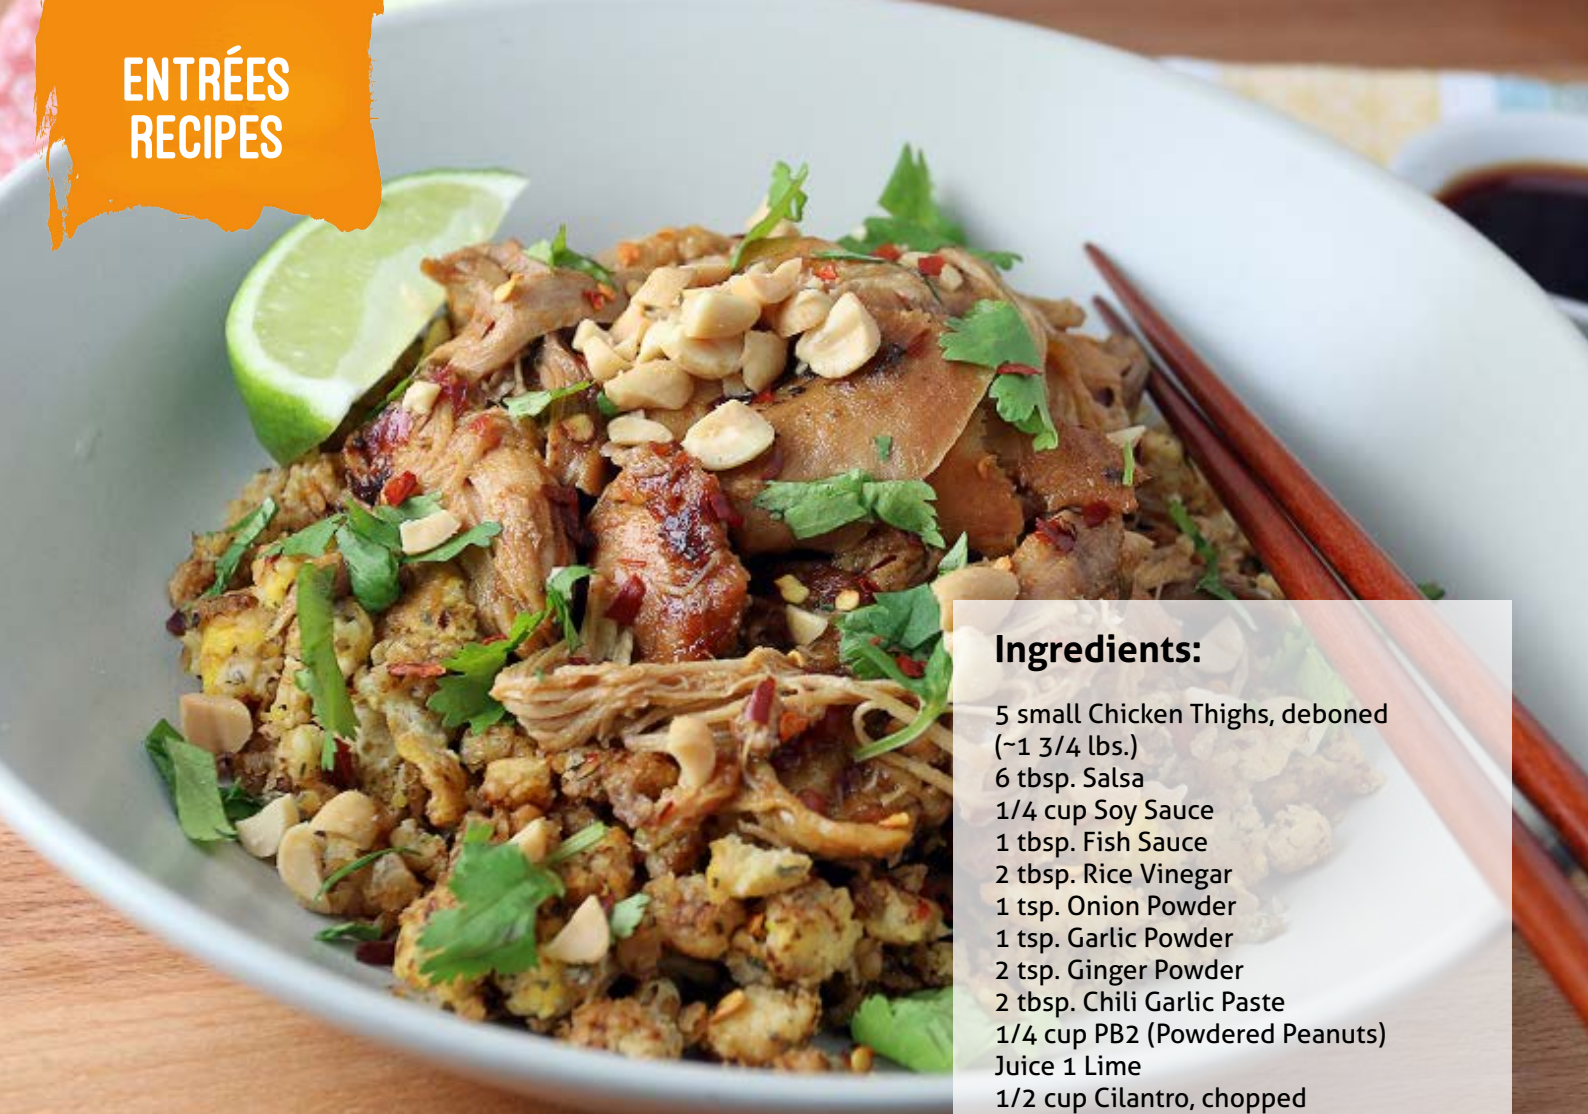 ENTRÉES
RECIPES
Ingredients:
5 small Chicken Thighs, deboned
(~1 3/4 lbs.)
6 tbsp. Salsa
1/4 cup Soy Sauce
1 tbsp. Fish Sauce
2 tbsp. Rice Vinegar
1 tsp. Onion Powder
1 tsp. Garlic Powder
2 tsp. Ginger Powder
2 tbsp. Chili Garlic Paste
1/4 cup PB2 (Powdered Peanuts)
Juice 1 Lime
1/2 cup Cilantro, chopped